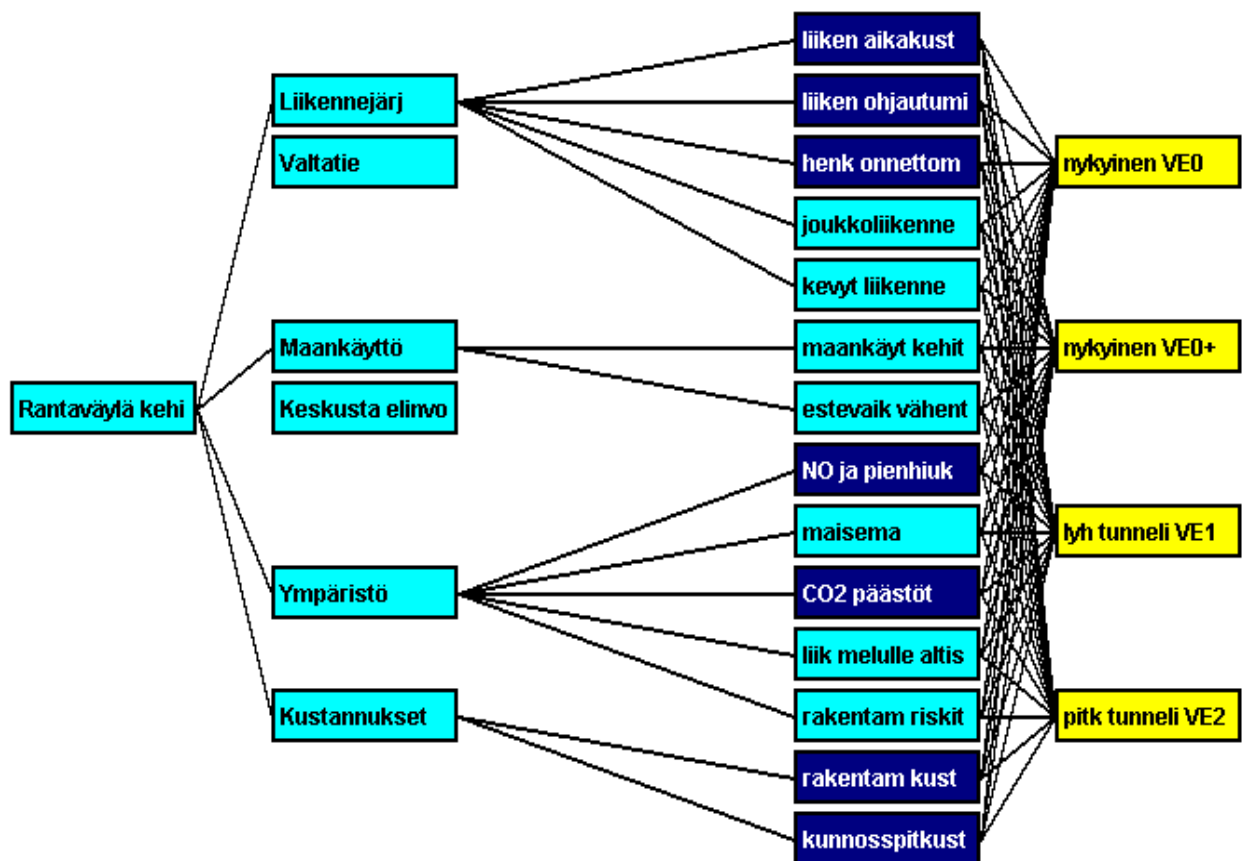 Rantaväylä kehi
Liikennejärj
Valtatie
Maankäyttö
Keskusta elinvo
Ympäristö
Kustannukset
liiken aikakust
liiken ohjautumi
henk onnettom
joukkoliikenne
kevyt liikenne
maankäyt kehit
estevaik vähent
NO ja pienhiuk
maisema
CO2 päästöt
liik melulle altis
rakentam riskit
rakentam kust
kunnosspitkust
nykyinen VE0
nykyinen VE0+
lyh tunneli VE1
pitk tunneli VE2